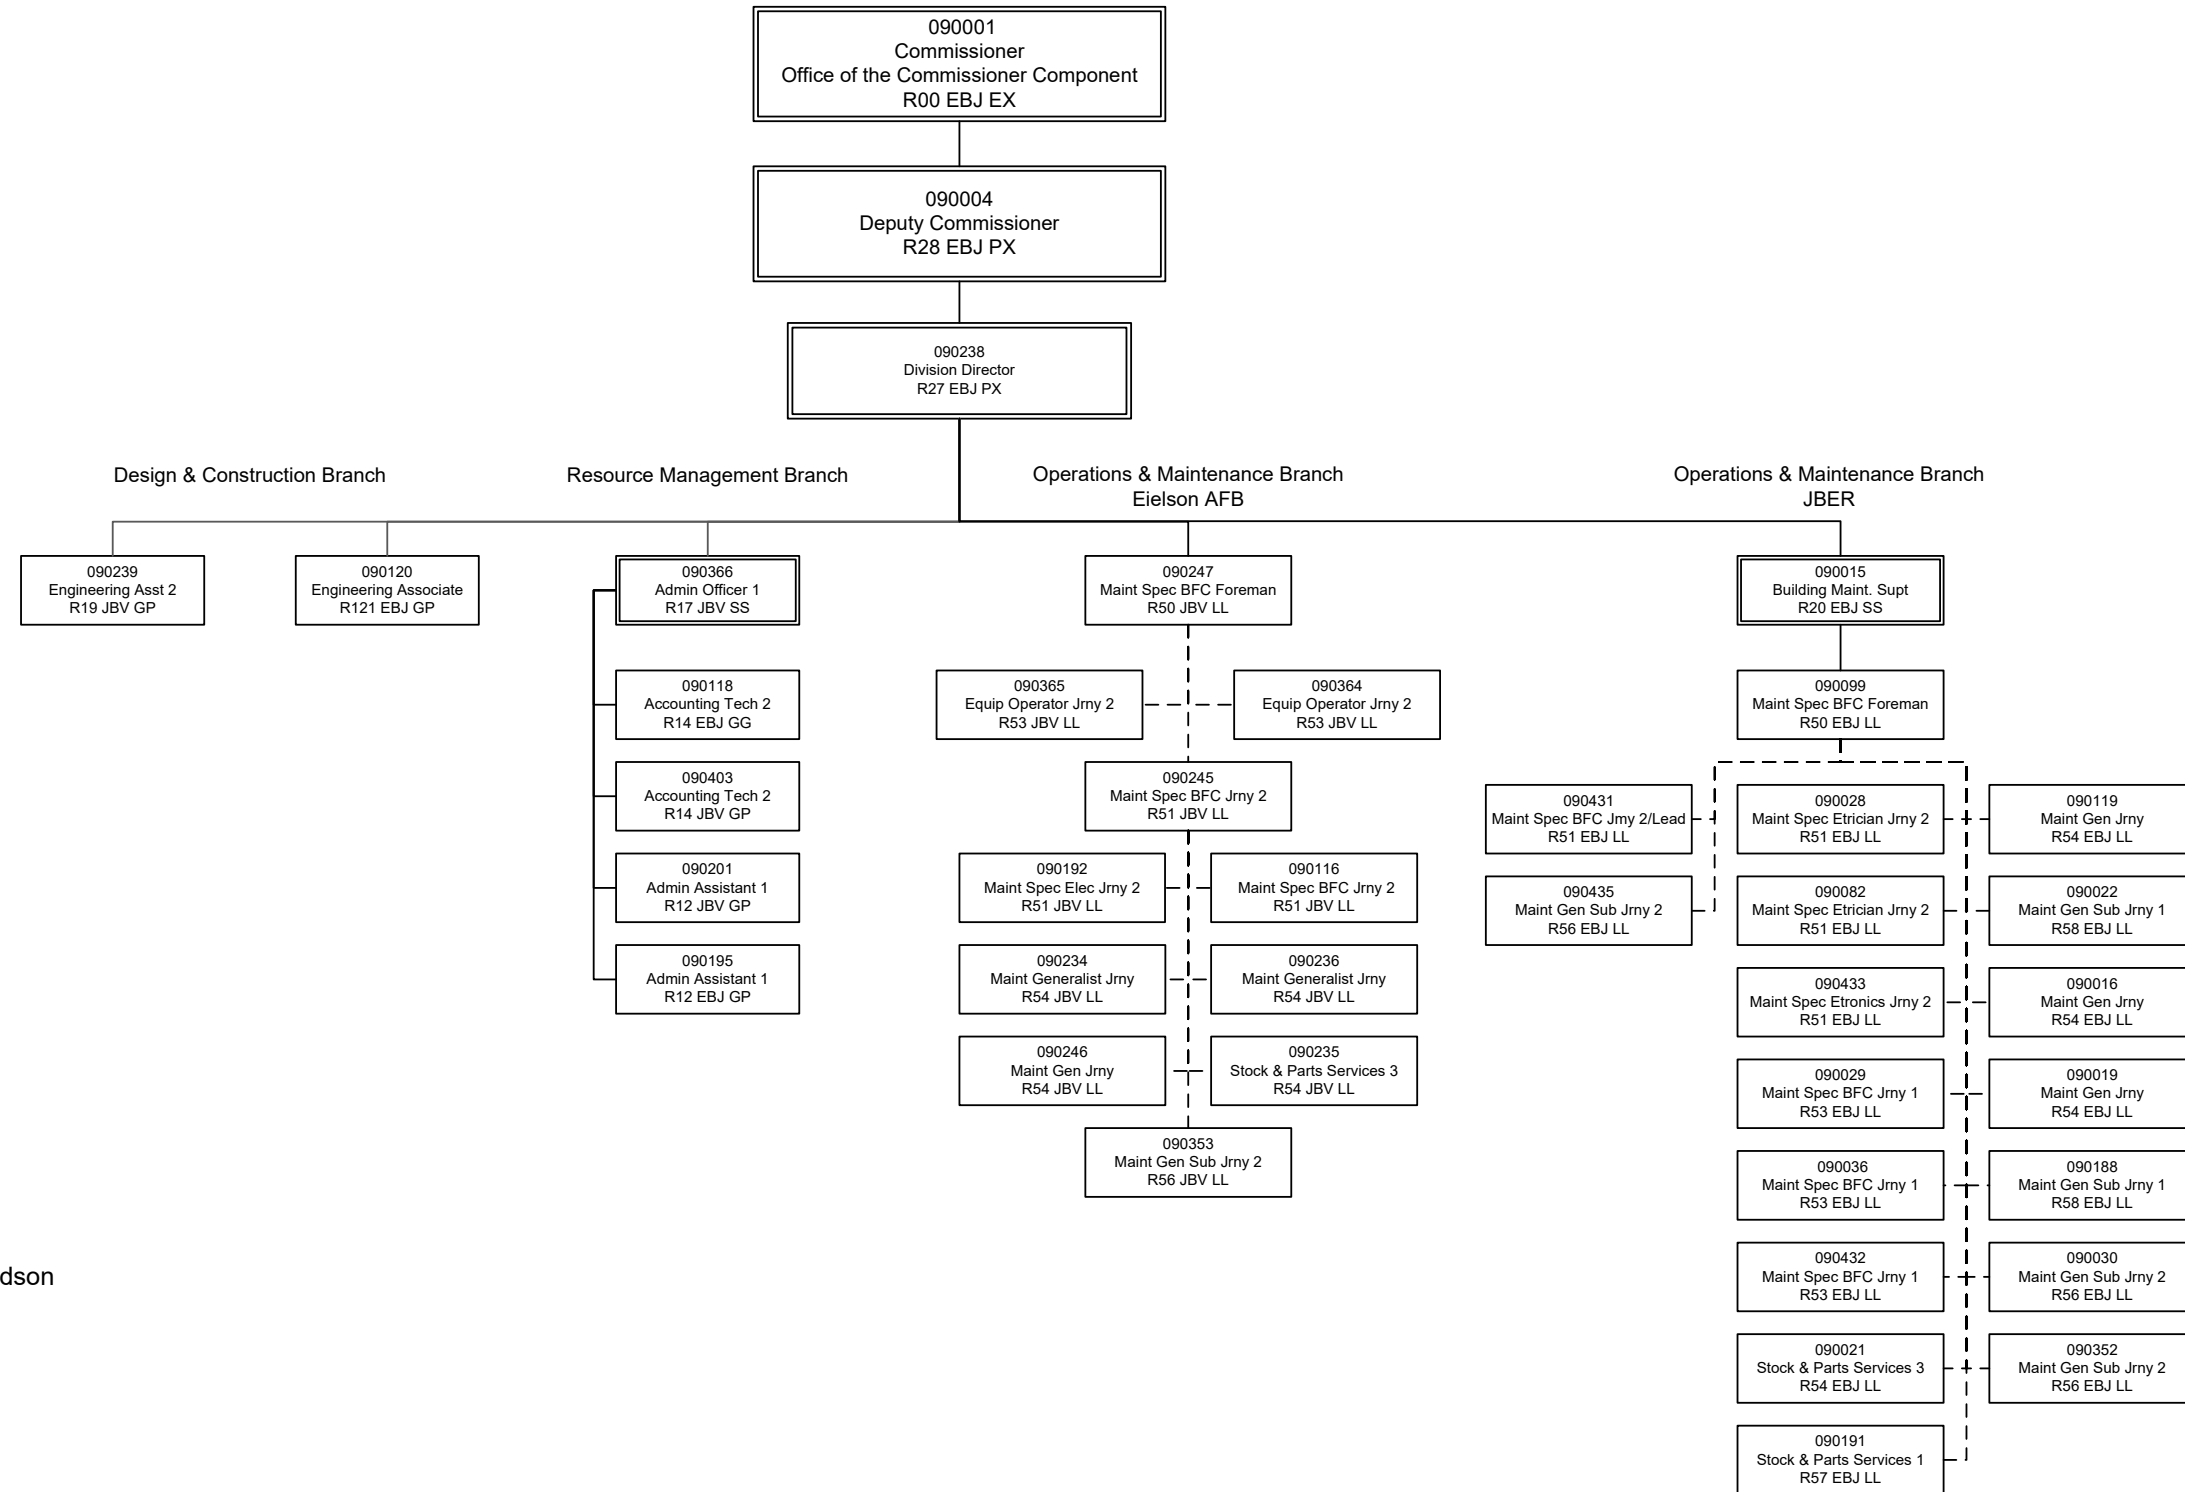 090001
Commissioner
Office of the Commissioner Component
R00 EBJ EX
090004
Deputy Commissioner
R28 EBJ PX
090238
Division Director
R27 EBJ PX
Design & Construction Branch
Resource Management Branch
Operations & Maintenance Branch
Eielson AFB
Operations & Maintenance Branch
JBER
090239
Engineering Asst 2
R19 JBV GP
090120
Engineering Associate
R121 EBJ GP
090366
Admin Officer 1
R17 JBV SS
090118
Accounting Tech 2
R14 EBJ GG
090403
Accounting Tech 2
R14 JBV GP
090201
Admin Assistant 1
R12 JBV GP
090195
Admin Assistant 1
R12 EBJ GP
090247
Maint Spec BFC Foreman
R50 JBV LL
090365
Equip Operator Jrny 2
R53 JBV LL
090364
Equip Operator Jrny 2
R53 JBV LL
090245
Maint Spec BFC Jrny 2
R51 JBV LL
090192
Maint Spec Elec Jrny 2
R51 JBV LL
090116
Maint Spec BFC Jrny 2
R51 JBV LL
090234
Maint Generalist Jrny
R54 JBV LL
090236
Maint Generalist Jrny
R54 JBV LL
090246
Maint Gen Jrny
R54 JBV LL
090235
Stock & Parts Services 3
R54 JBV LL
090353
Maint Gen Sub Jrny 2
R56 JBV LL
090015
Building Maint. Supt
R20 EBJ SS
090099
Maint Spec BFC Foreman
R50 EBJ LL
090431
Maint Spec BFC Jmy 2/Lead
R51 EBJ LL
090028
Maint Spec Etrician Jrny 2
R51 EBJ LL
090119
Maint Gen Jrny
R54 EBJ LL
090435
Maint Gen Sub Jrny 2
R56 EBJ LL
090082
Maint Spec Etrician Jrny 2
R51 EBJ LL
090022
Maint Gen Sub Jrny 1
R58 EBJ LL
090433
Maint Spec Etronics Jrny 2
R51 EBJ LL
090016
Maint Gen Jrny
R54 EBJ LL
090029
Maint Spec BFC Jrny 1
R53 EBJ LL
090019
Maint Gen Jrny
R54 EBJ LL
090036
Maint Spec BFC Jrny 1
R53 EBJ LL
090188
Maint Gen Sub Jrny 1
R58 EBJ LL
090432
Maint Spec BFC Jrny 1
R53 EBJ LL
090030
Maint Gen Sub Jrny 2
R56 EBJ LL
090021
Stock & Parts Services 3
R54 EBJ LL
090352
Maint Gen Sub Jrny 2
R56 EBJ LL
090191
Stock & Parts Services 1
R57 EBJ LL
dson